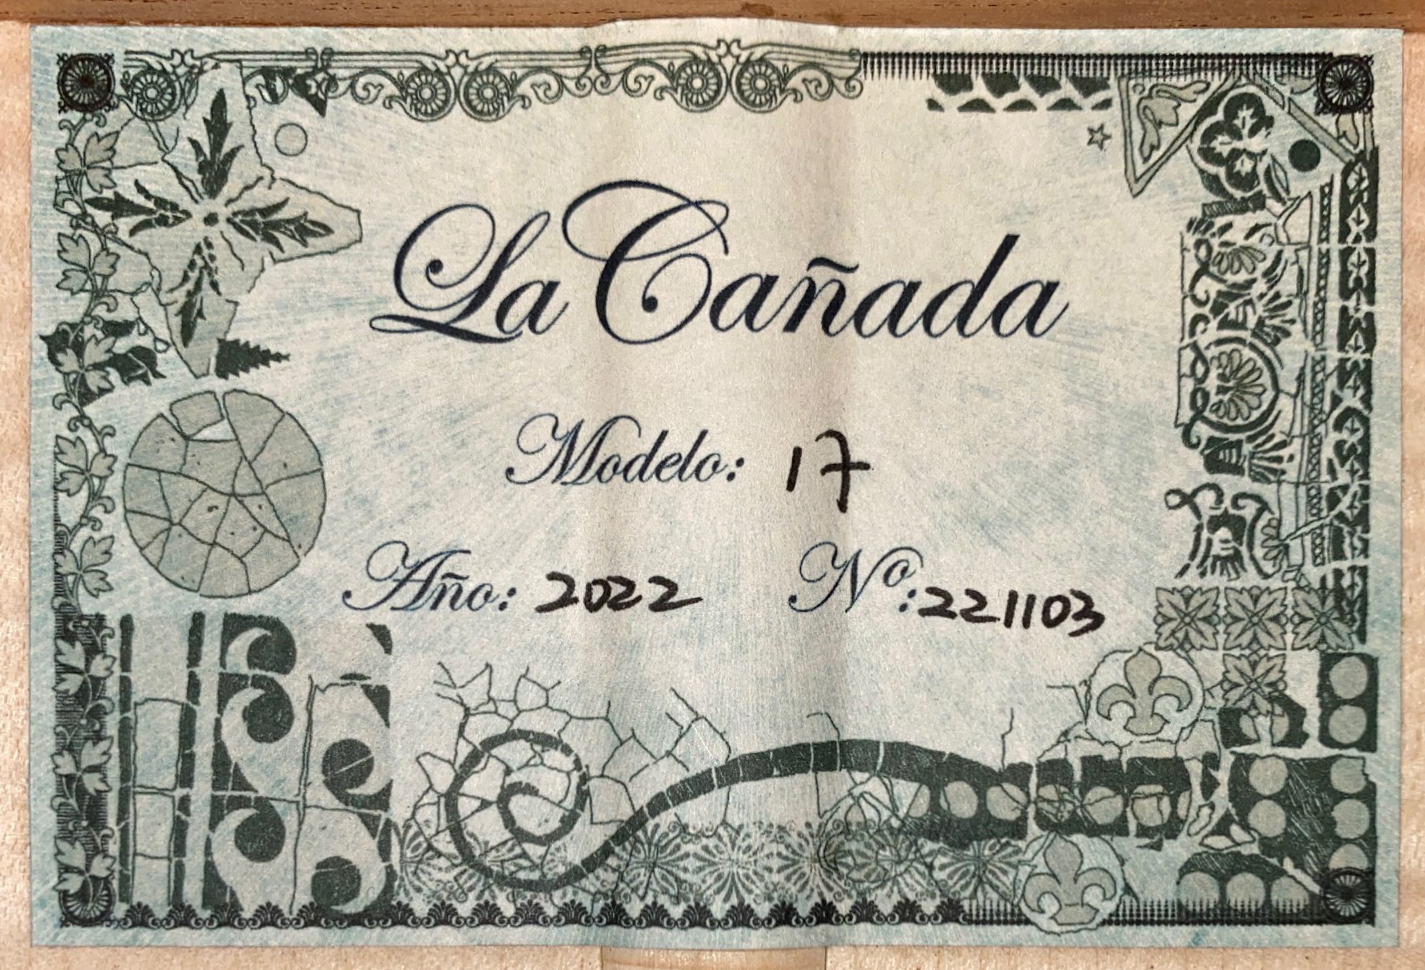 La Cañada
Modelo: 17
Año: 2022 Nº: 221103